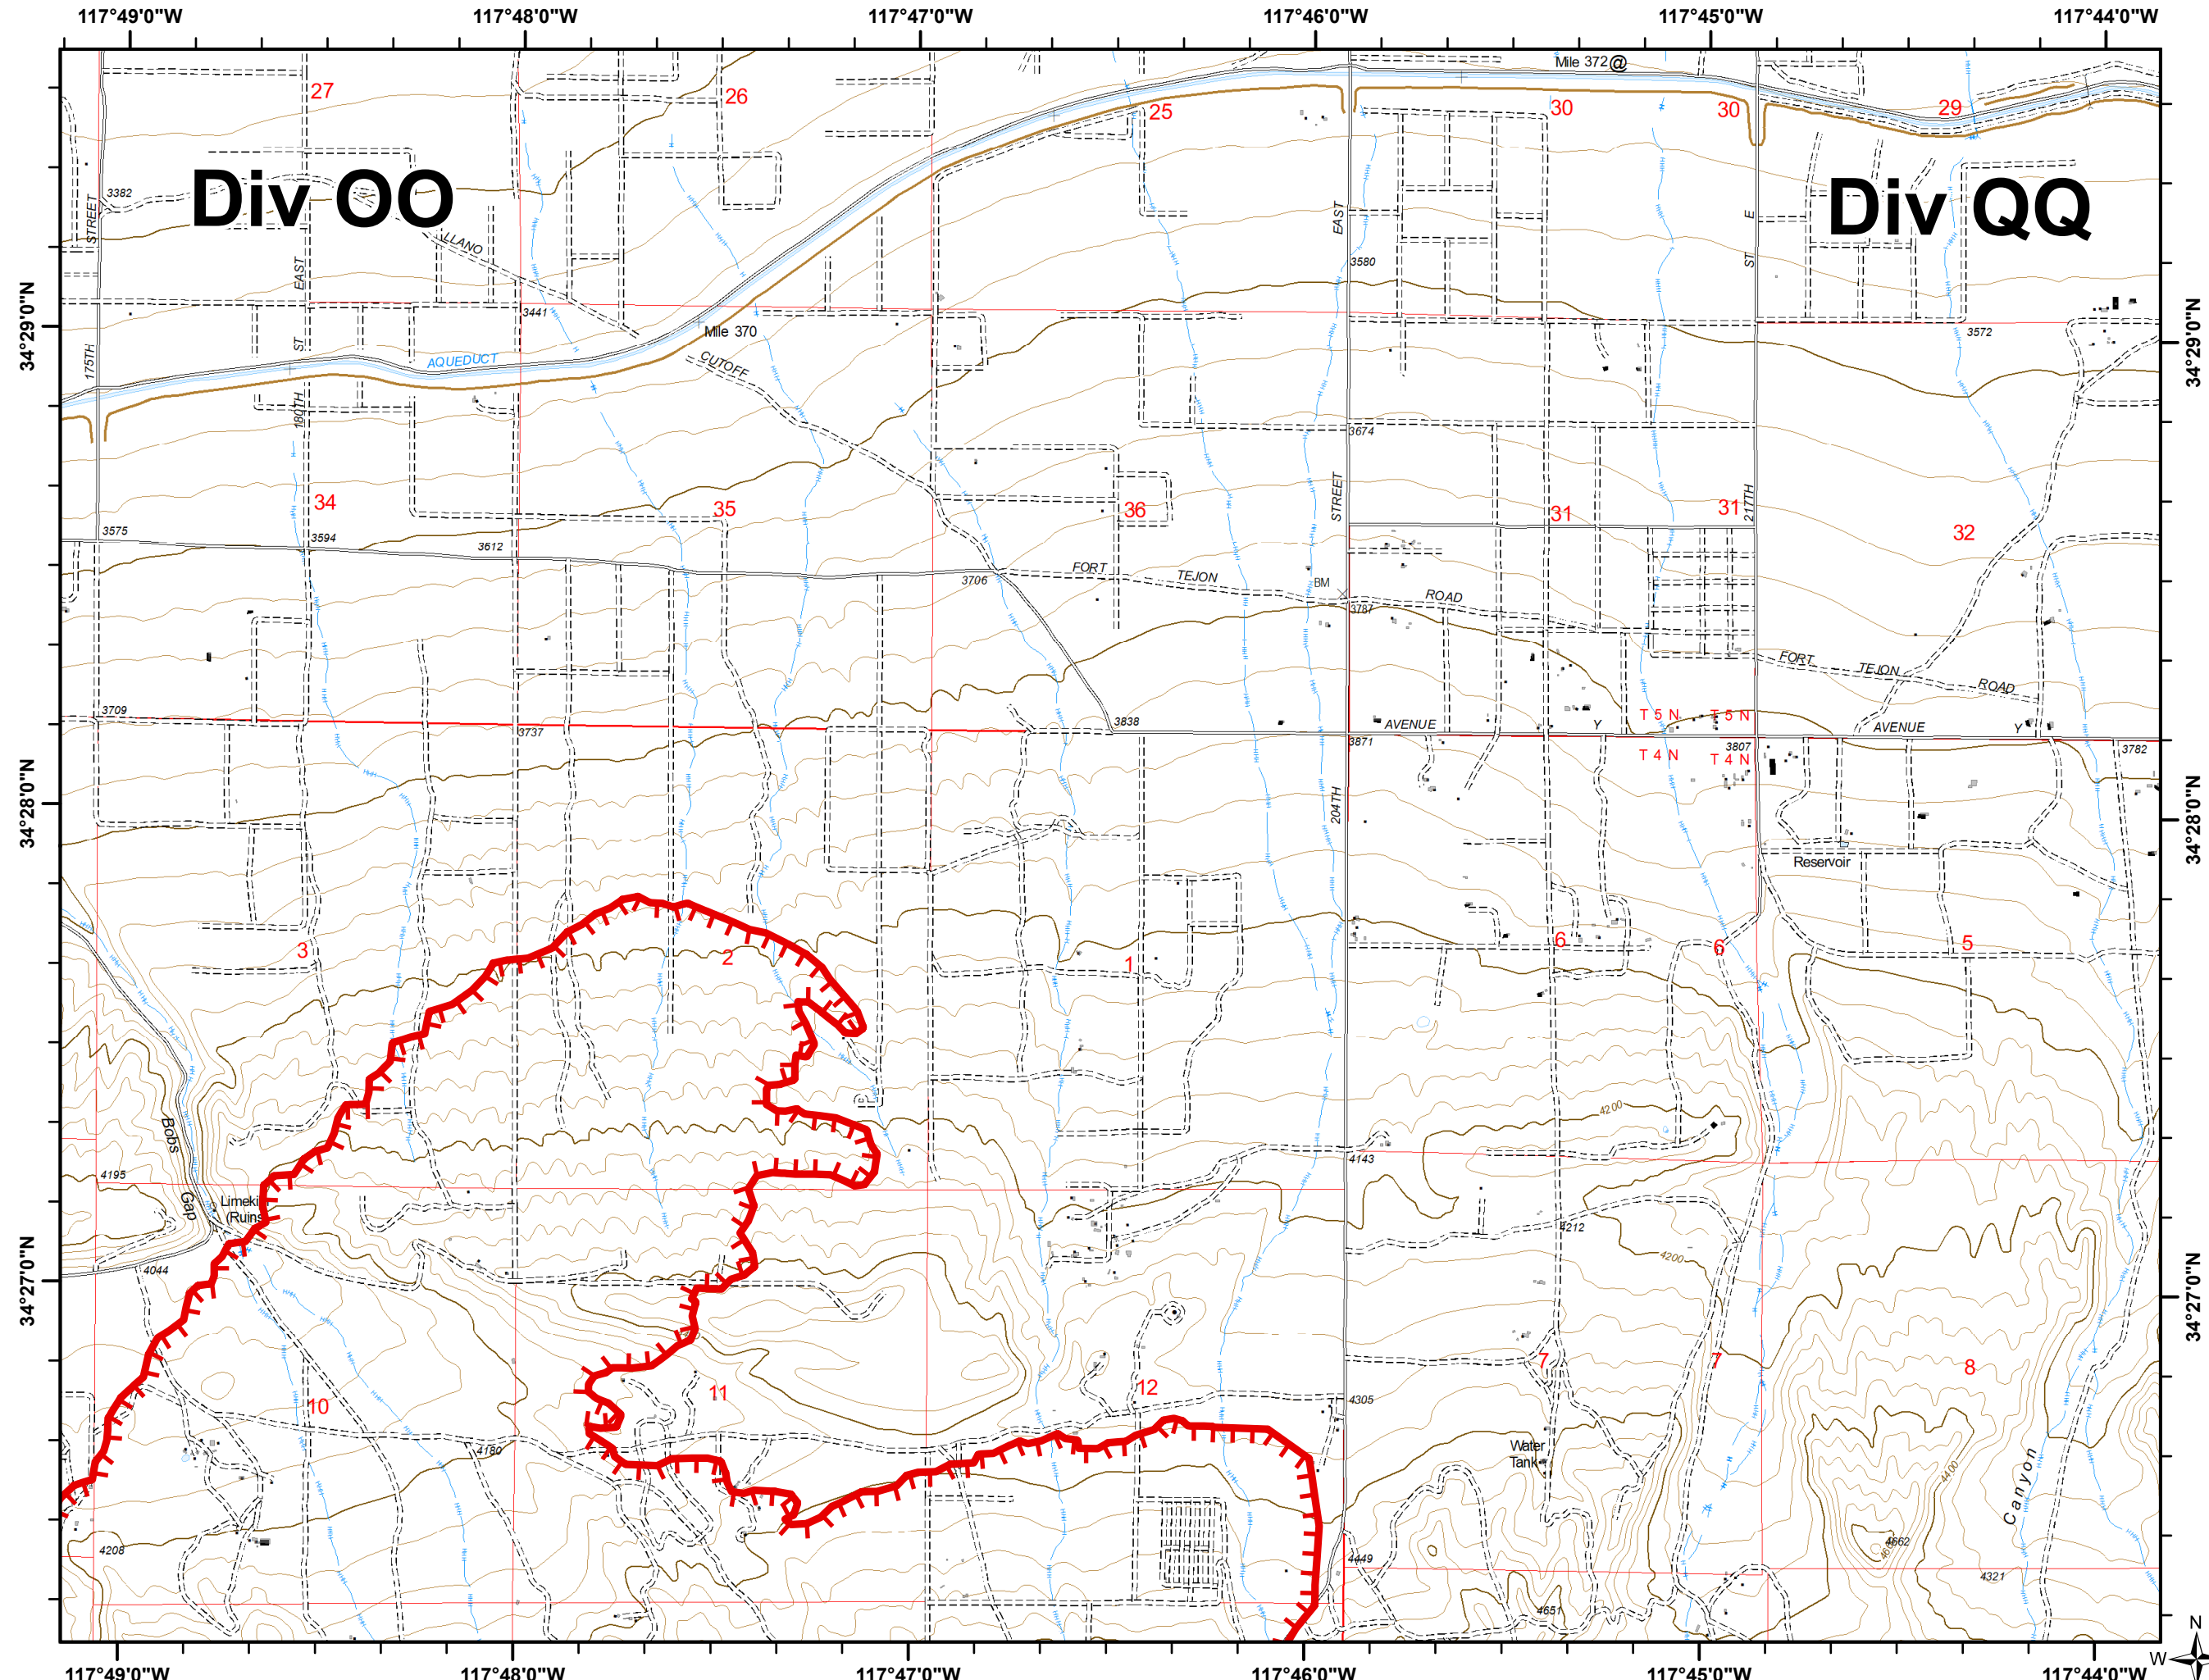 117°49'0"W 117°48'0"W 117°47'0"W 117°46'0"W 117°45'0"W 117°44'0"W
Mile 372@
27 26 25 30 30 29
3382
Div OO Div QQ
STREET
LLANO
EAST
EAST
ST E
3580
34°29'0"N
34°29'0"N
3441
Mile 370
3572
175TH
ST
AQUEDUCT
CUTOFF
180TH
3674
STREET
217TH
34 35 36 31 31 32
3575
3594
3612
3706
FORT TEJON ROAD
BM
3787
FORT TEJON ROAD
3709
3737
3838
3871
AVENUE Y
T 5 N T 5 N
T 4 N T 4 N
3807
AVENUE Y
3782
34°28'0"N
34°28'0"N
204TH
Reservoir
3 2 1 6 6 5
4200
Bobs
Gap
4143
4195
Limekil
(Ruins
4212
4200
4044
34°27'0"N
34°27'0"N
10 11 12 7 7 8
4305
4180
Water
Tank
4400
Canyon
4208
4449
4662
4321
4651
N
W
117°49'0"W 117°48'0"W 117°47'0"W 117°46'0"W 117°45'0"W 117°44'0"W